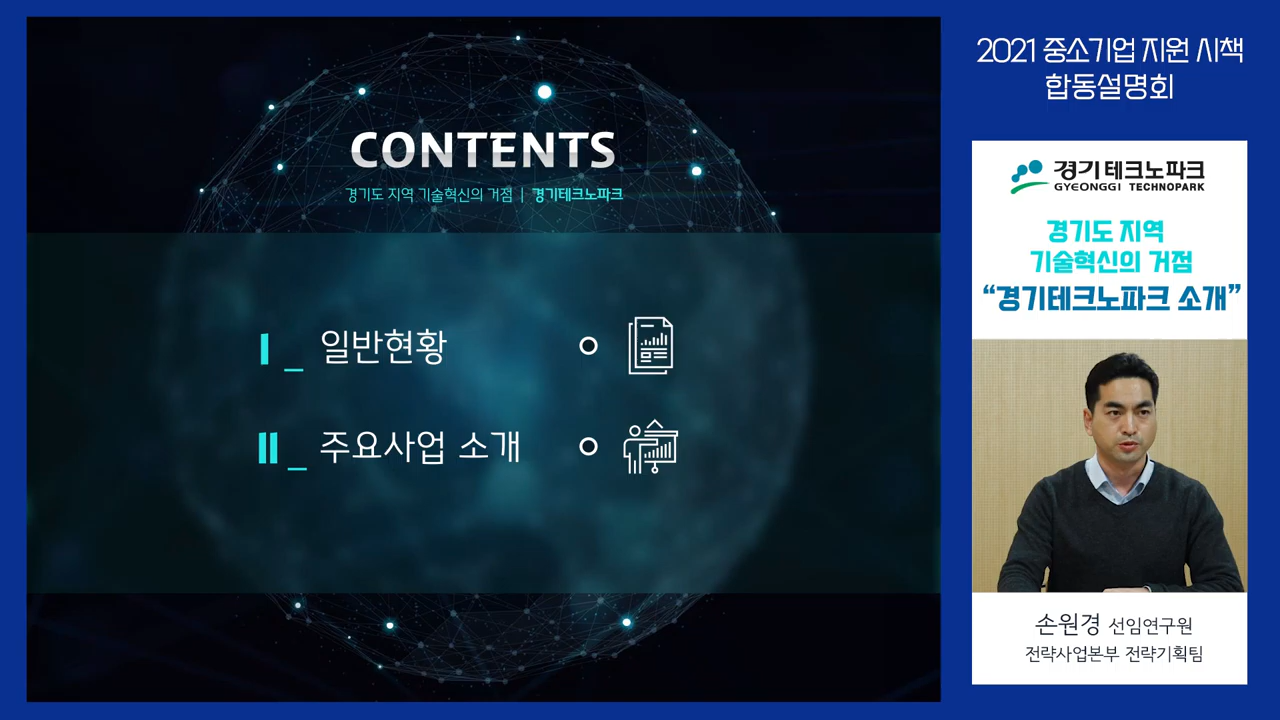 CONTENTS
경기도 지역 기술혁신의 거점 | 경기테크노파크
I _ 일반현황
II _ 주요사업 소개
2021 중소기업 지원 시책
합동설명회
경기테크노파크
GYEONGGI TECHNOPARK
경기도 지역
기술혁신의 거점
“경기테크노파크 소개”
손원경 선임연구원
전략사업본부 전략기획팀